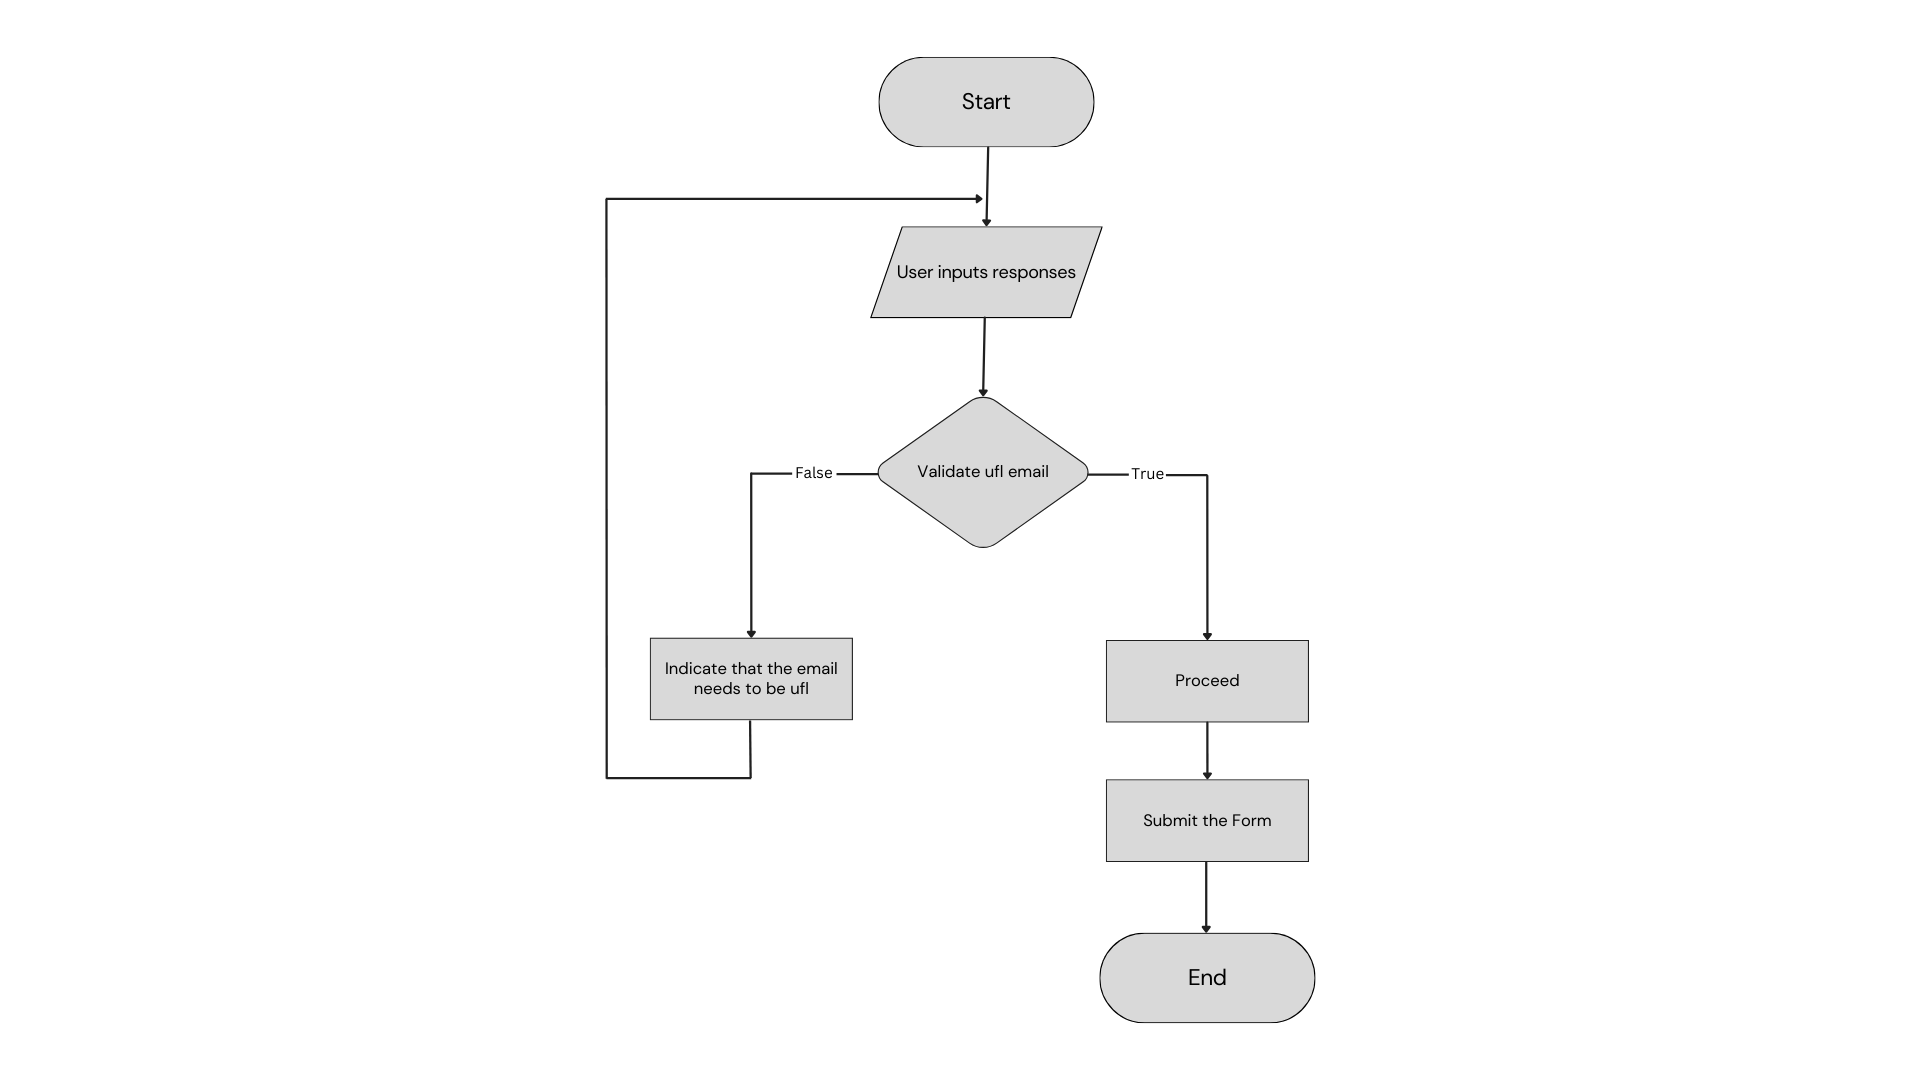 Start
User inputs responses
Validate ufl email
False
True
Indicate that the email
needs to be ufl
Proceed
Submit the Form
End